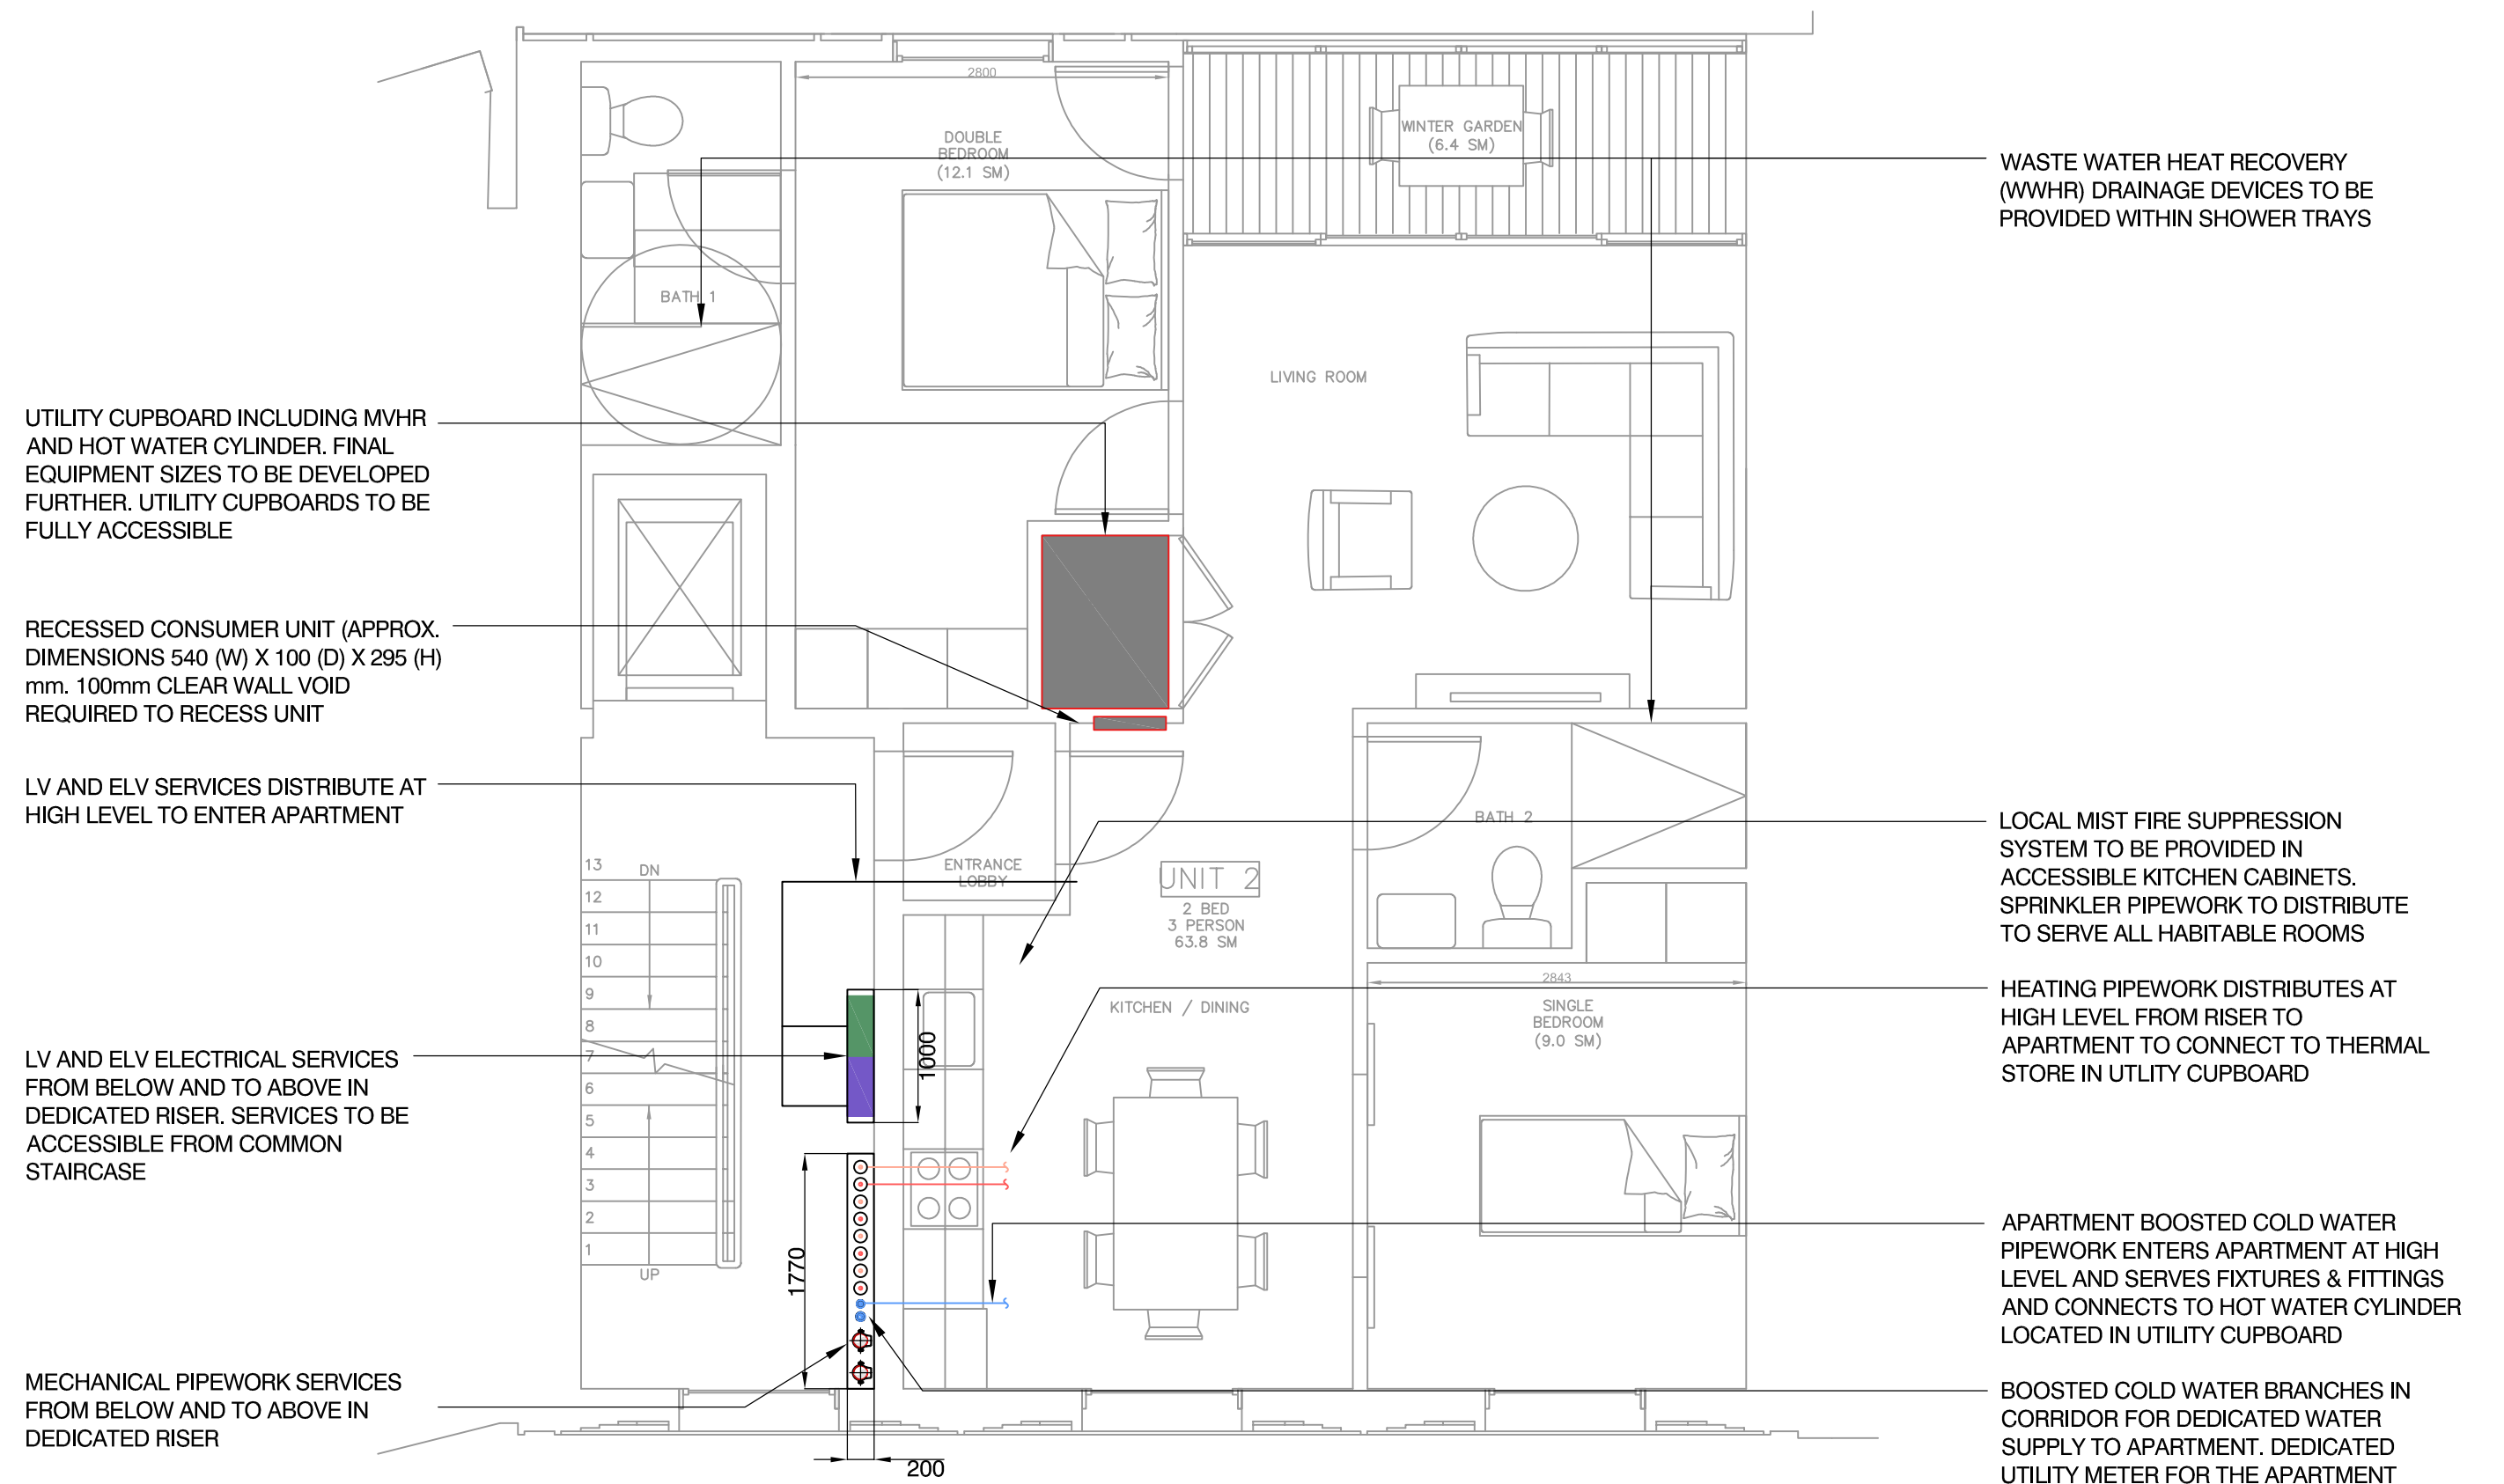 2800
DOUBLE
BEDROOM
(12.1 SM)
WINTER GARDEN
(6.4 SM)
WASTE WATER HEAT RECOVERY
(WWHR) DRAINAGE DEVICES TO BE
PROVIDED WITHIN SHOWER TRAYS
BATH 1
LIVING ROOM
UTILITY CUPBOARD INCLUDING MVHR
AND HOT WATER CYLINDER. FINAL
EQUIPMENT SIZES TO BE DEVELOPED
FURTHER. UTILITY CUPBOARDS TO BE
FULLY ACCESSIBLE
RECESSED CONSUMER UNIT (APPROX.
DIMENSIONS 540 (W) X 100 (D) X 295 (H)
mm. 100mm CLEAR WALL VOID
REQUIRED TO RECESS UNIT
LV AND ELV SERVICES DISTRIBUTE AT
HIGH LEVEL TO ENTER APARTMENT
BATH 2
ENTRANCE
LOBBY
UNIT 2
2 BED
3 PERSON
63.8 SM
LOCAL MIST FIRE SUPPRESSION
SYSTEM TO BE PROVIDED IN
ACCESSIBLE KITCHEN CABINETS.
SPRINKLER PIPEWORK TO DISTRIBUTE
TO SERVE ALL HABITABLE ROOMS
13
DN
12
11
10
9
8
7
6
5
4
3
2
1
UP
2843
KITCHEN / DINING
SINGLE
BEDROOM
(9.0 SM)
HEATING PIPEWORK DISTRIBUTES AT
HIGH LEVEL FROM RISER TO
APARTMENT TO CONNECT TO THERMAL
STORE IN UTLITY CUPBOARD
LV AND ELV ELECTRICAL SERVICES
FROM BELOW AND TO ABOVE IN
DEDICATED RISER. SERVICES TO BE
ACCESSIBLE FROM COMMON
STAIRCASE
1000
1770
APARTMENT BOOSTED COLD WATER
PIPEWORK ENTERS APARTMENT AT HIGH
LEVEL AND SERVES FIXTURES & FITTINGS
AND CONNECTS TO HOT WATER CYLINDER
LOCATED IN UTILITY CUPBOARD
MECHANICAL PIPEWORK SERVICES
FROM BELOW AND TO ABOVE IN
DEDICATED RISER
200
BOOSTED COLD WATER BRANCHES IN
CORRIDOR FOR DEDICATED WATER
SUPPLY TO APARTMENT. DEDICATED
UTILITY METER FOR THE APARTMENT